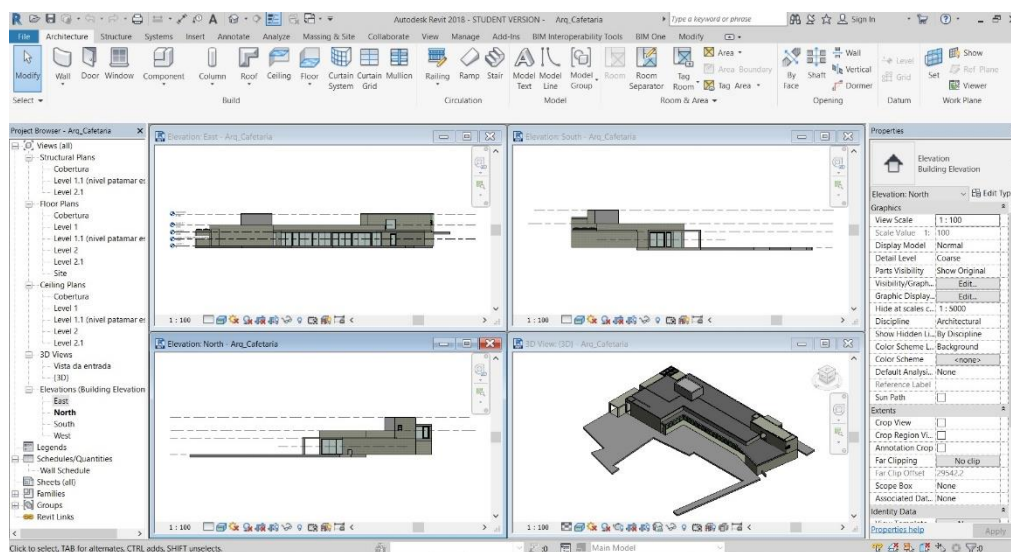 Autodesk Revit 2018 - STUDENT VERSION - Arq_Cafetaria
Type a keyword or phrase
Sign In
File Architecture Structure Systems Insert Annotate Analyze Massing & Site Collaborate View Manage Add-Ins BIM Interoperability Tools BIM One Modify
Modify Wall Door Window Component Column Roof Ceiling Floor Curtain System Curtain Grid Mullion Railing Ramp Stair Model Text Model Line Model Group Room Room Separator Tag Room By Face Shaft Set
Area Wall Level Show
Area Boundary Vertical Grid Ref Plane
Tag Area Dormer Viewer
Select Build Circulation Model Room & Area Opening Datum Work Plane
Project Browser - Arq_Cafetaria
Views (all)
Structural Plans
Cobertura
Level 1.1 (nivel patamar es
Level 2.1
Floor Plans
Cobertura
Level 1
Level 1.1 (nivel patamar es
Level 2
Level 2.1
Site
Ceiling Plans
Cobertura
Level 1
Level 1.1 (nivel patamar es
Level 2
Level 2.1
3D Views
Vista da entrada
{3D}
Elevations (Building Elevation
East
North
South
West
Legends
Schedules/Quantities
Wall Schedule
Sheets (all)
Families
Groups
Revit Links
Elevation: East - Arq_Cafetaria
1 : 100
Elevation: South - Arq_Cafetaria
1 : 100
Elevation: North - Arq_Cafetaria
1 : 100
3D View: {3D} - Arq_Cafetaria
1 : 100
Properties
Elevation
Building Elevation
Elevation: North Edit Typ
Graphics
View Scale 1 : 100
Scale Value 1: 100
Display Model Normal
Detail Level Coarse
Parts Visibility Show Original
Visibility/Graph... Edit...
Graphic Display... Edit...
Hide at scales c... 1 : 5000
Discipline Architectural
Show Hidden Li... By Discipline
Color Scheme L... Background
Color Scheme <none>
Default Analysi... None
Reference Label
Sun Path
Extents
Crop View
Crop Region Vi...
Annotation Crop
Far Clipping No clip
Far Clip Offset 29542.2
Scope Box None
Associated Dat... None
Identity Data
Properties help Apply
Click to select, TAB for alternates, CTRL adds, SHIFT unselects.
:0 Main Model :0